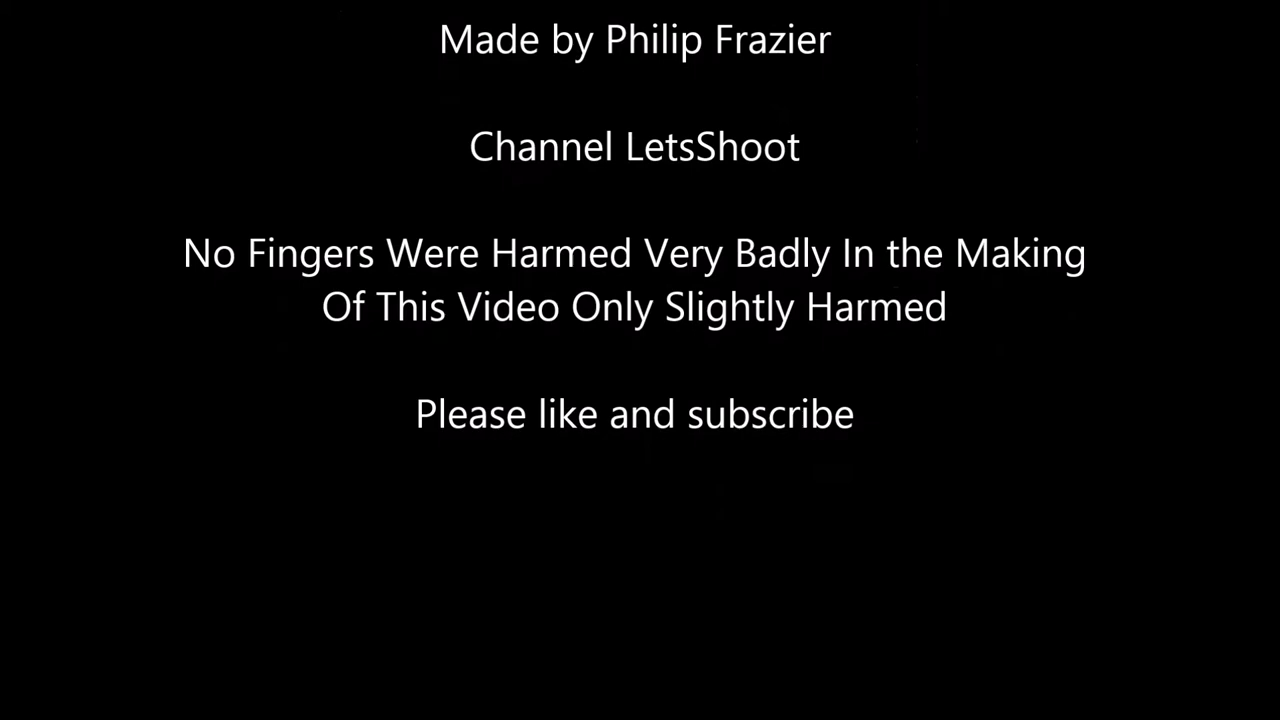 Made by Philip Frazier
Channel LetsShoot
No Fingers Were Harmed Very Badly In the Making
Of This Video Only Slightly Harmed
Please like and subscribe